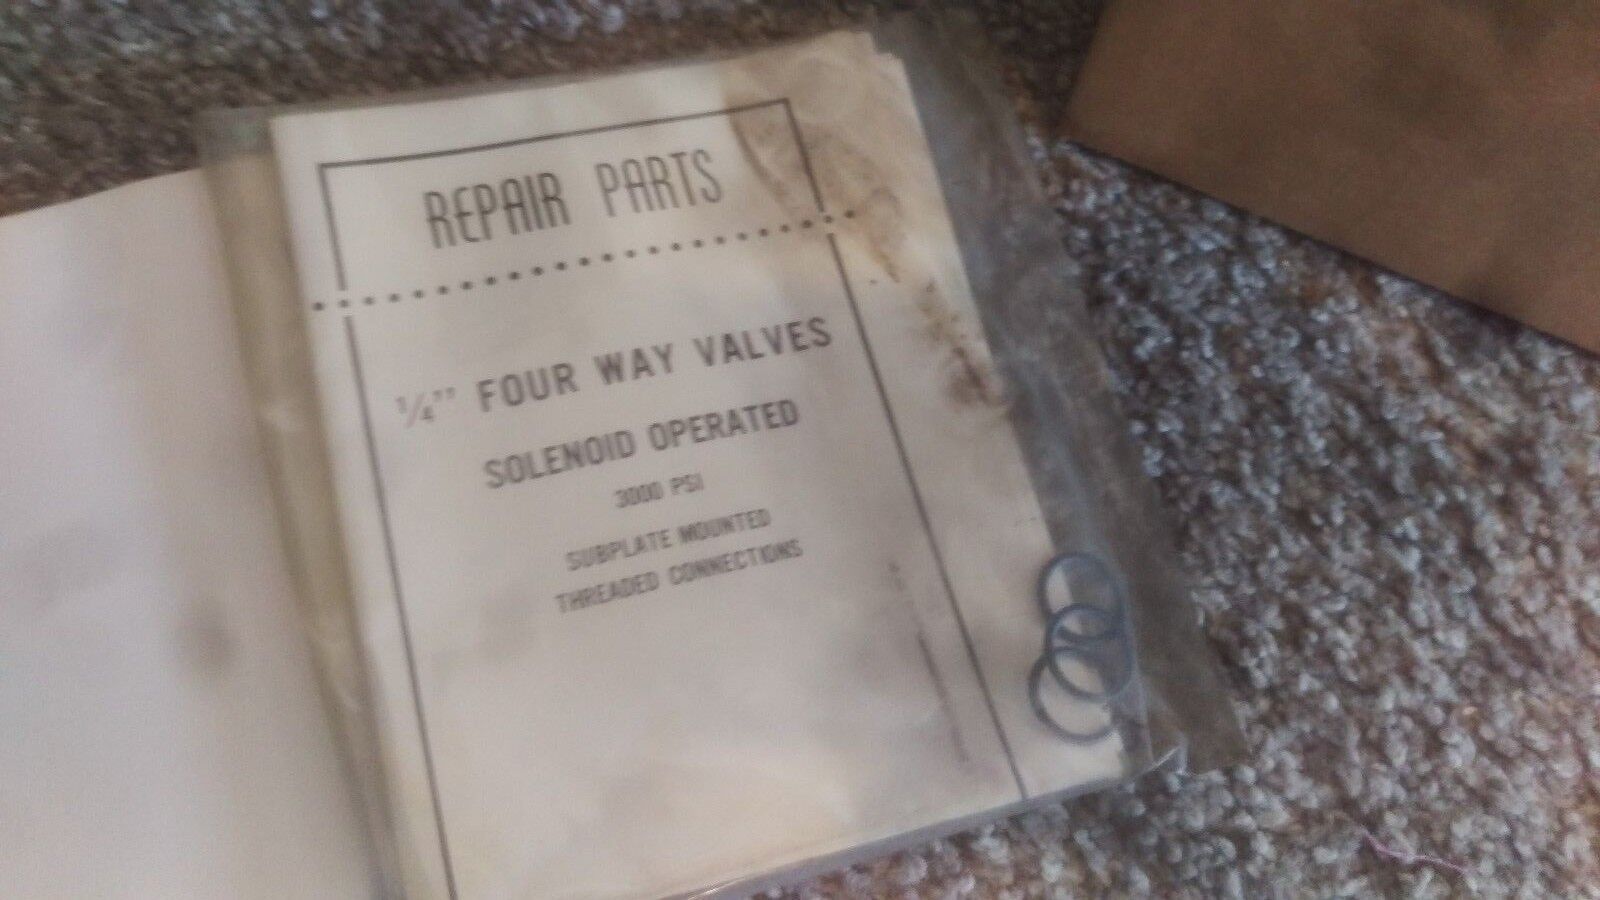 REPAIR PARTS
1/4" FOUR WAY VALVES
SOLENOID OPERATED
3000 PSI
SUBPLATE MOUNTED
THREADED CONNECTIONS